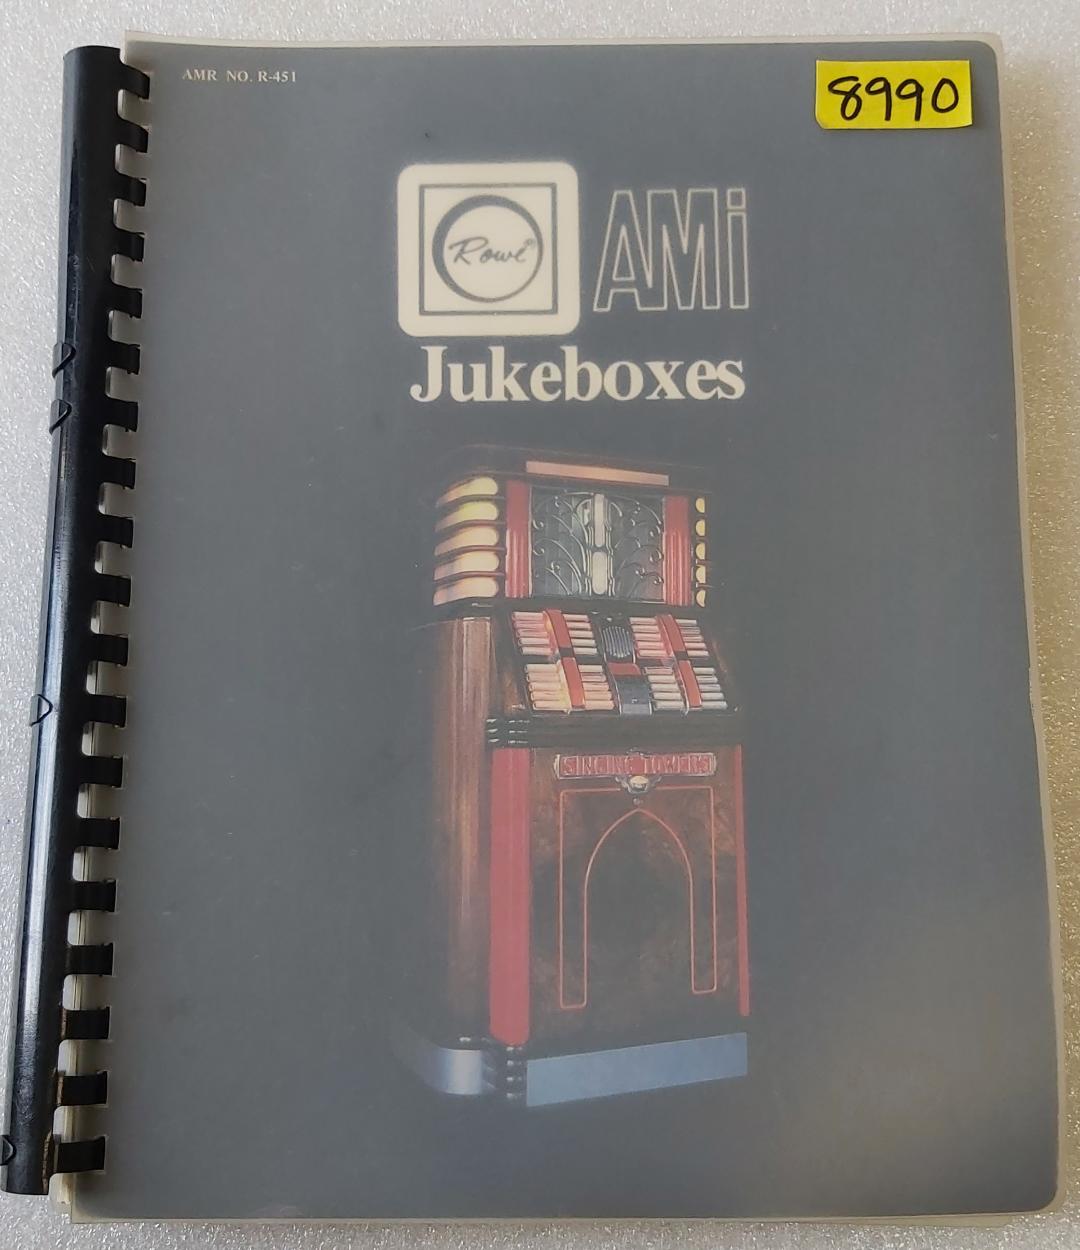 AMR NO. R-451
8990
Rowe®
AMi
Jukeboxes
SINGING TOWERS